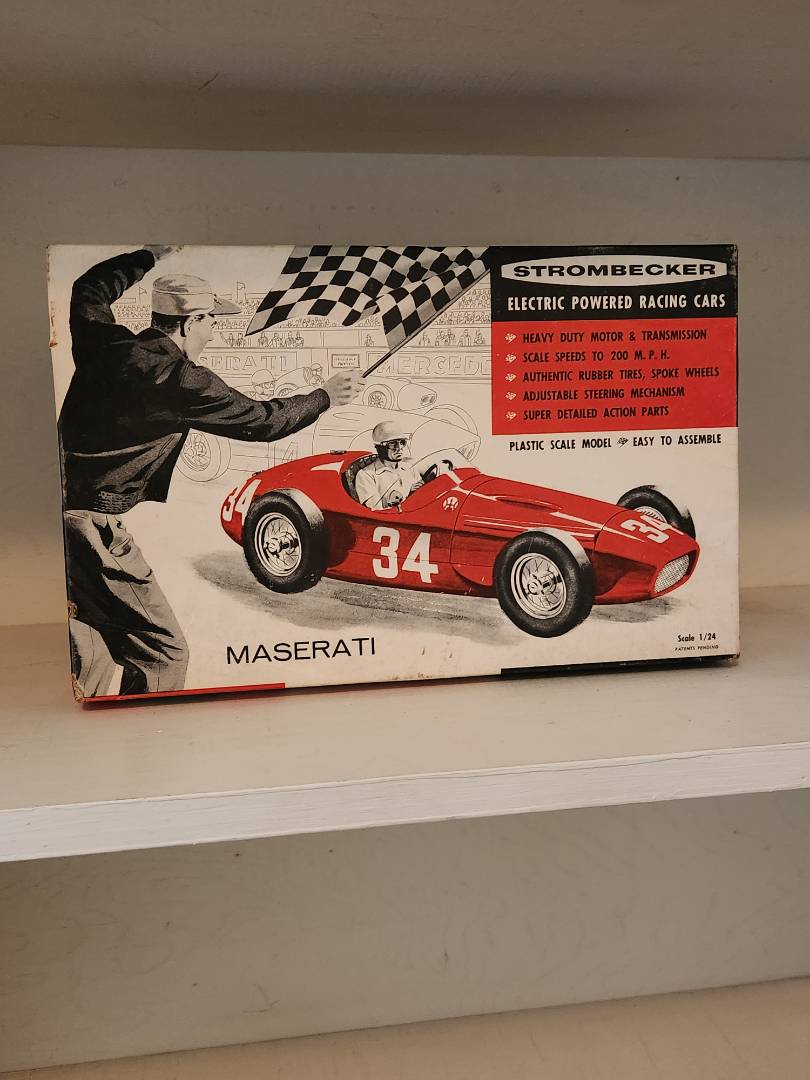 STROMBECKER
ELECTRIC POWERED RACING CARS
HEAVY DUTY MOTOR & TRANSMISSION
SCALE SPEEDS TO 200 M. P. H.
AUTHENTIC RUBBER TIRES, SPOKE WHEELS
ADJUSTABLE STEERING MECHANISM
SUPER DETAILED ACTION PARTS
PLASTIC SCALE MODEL EASY TO ASSEMBLE
SERATI
MERCEDE
34
34
34
MASERATI
Scale 1/24
PATENTS PENDING